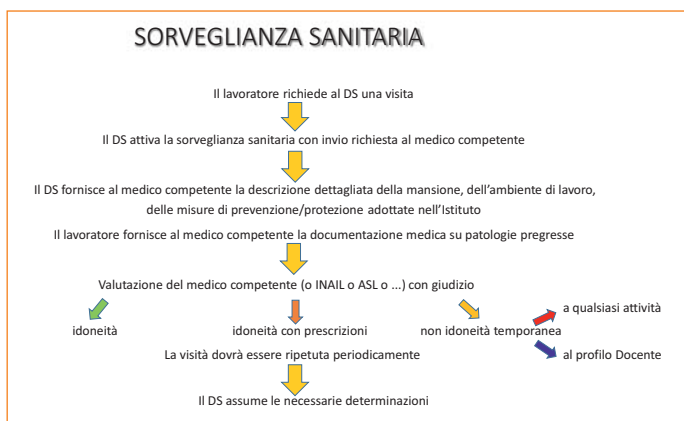 SORVEGLIANZA SANITARIA
Il lavoratore richiede al DS una visita
Il DS attiva la sorveglianza sanitaria con invio richiesta al medico competente
Il DS fornisce al medico competente la descrizione dettagliata della mansione, dell'ambiente di lavoro,
delle misure di prevenzione/protezione adottate nell'Istituto
Il lavoratore fornisce al medico competente la documentazione medica su patologie pregresse
Valutazione del medico competente (o INAIL o ASL o ...) con giudizio
a qualsiasi attività
idoneità
idoneità con prescrizioni
non idoneità temporanea
al profilo Docente
La visità dovrà essere ripetuta periodicamente
Il DS assume le necessarie determinazioni